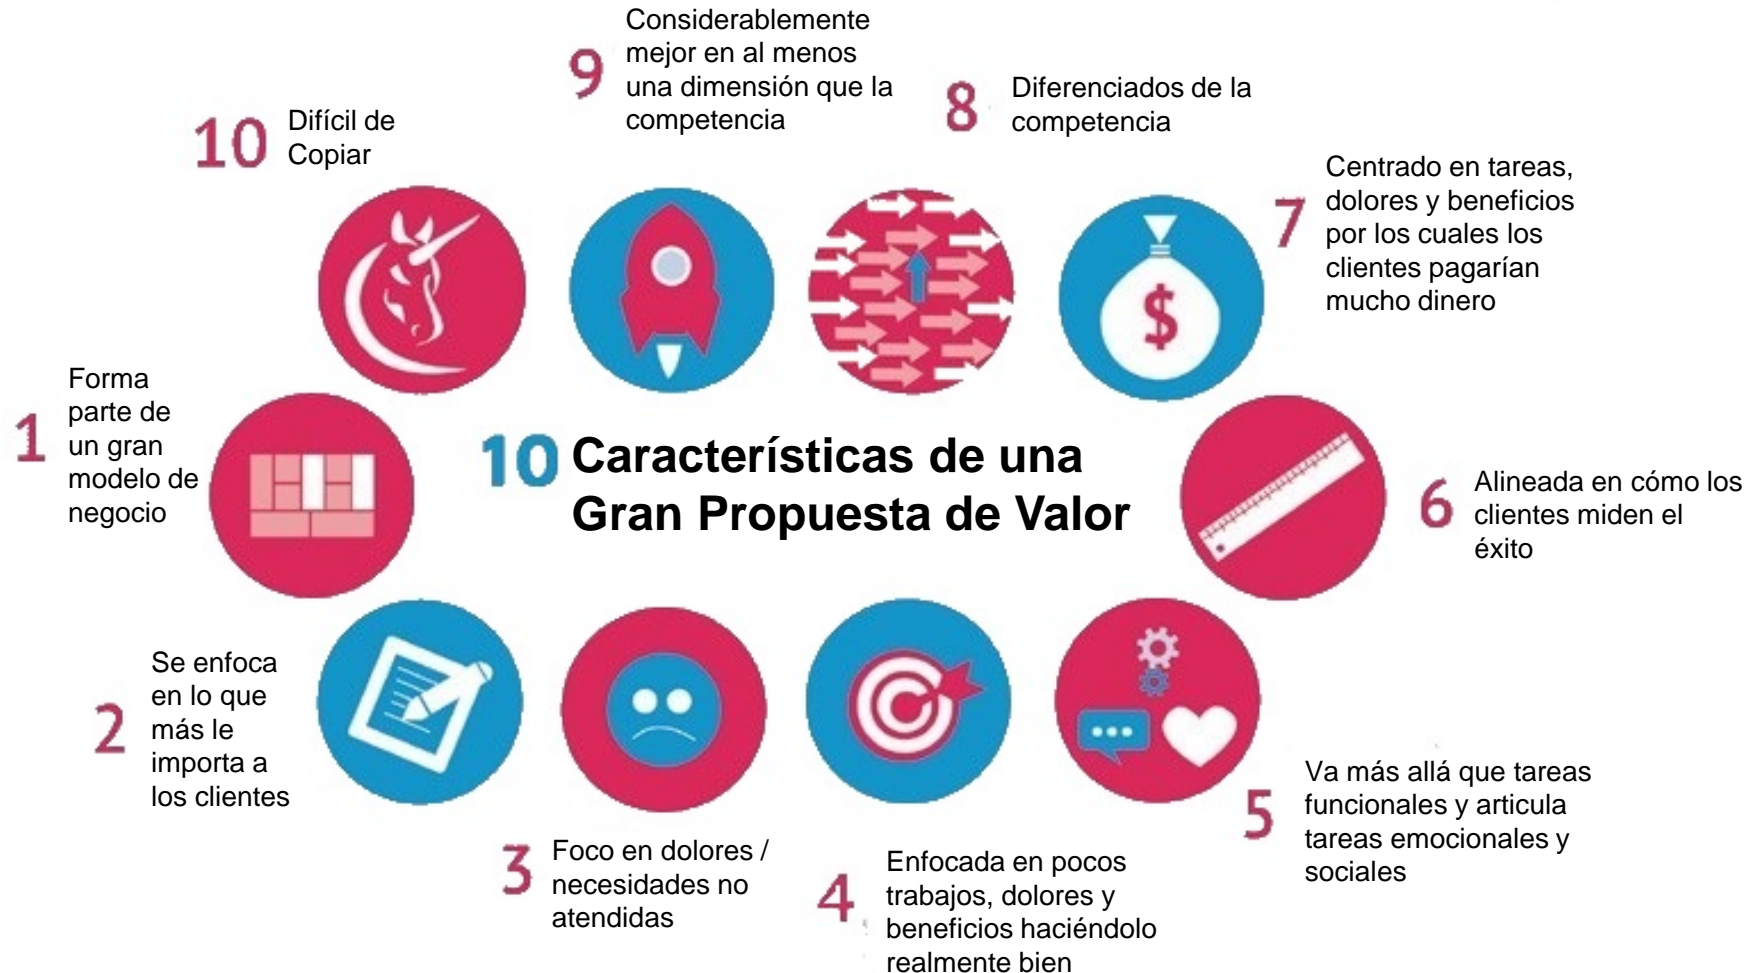 10 Características de una
Gran Propuesta de Valor
1
Forma
parte de
un gran
modelo de
negocio
2
Se enfoca
en lo que
más le
importa a
los clientes
3
Foco en dolores /
necesidades no
atendidas
4
Enfocada en pocos
trabajos, dolores y
beneficios haciéndolo
realmente bien
5
Va más allá que tareas
funcionales y articula
tareas emocionales y
sociales
6
Alineada en cómo los
clientes miden el
éxito
7
Centrado en tareas,
dolores y beneficios
por los cuales los
clientes pagarían
mucho dinero
$
8
Diferenciados de la
competencia
9
Considerablemente
mejor en al menos
una dimensión que la
competencia
10
Difícil de
Copiar